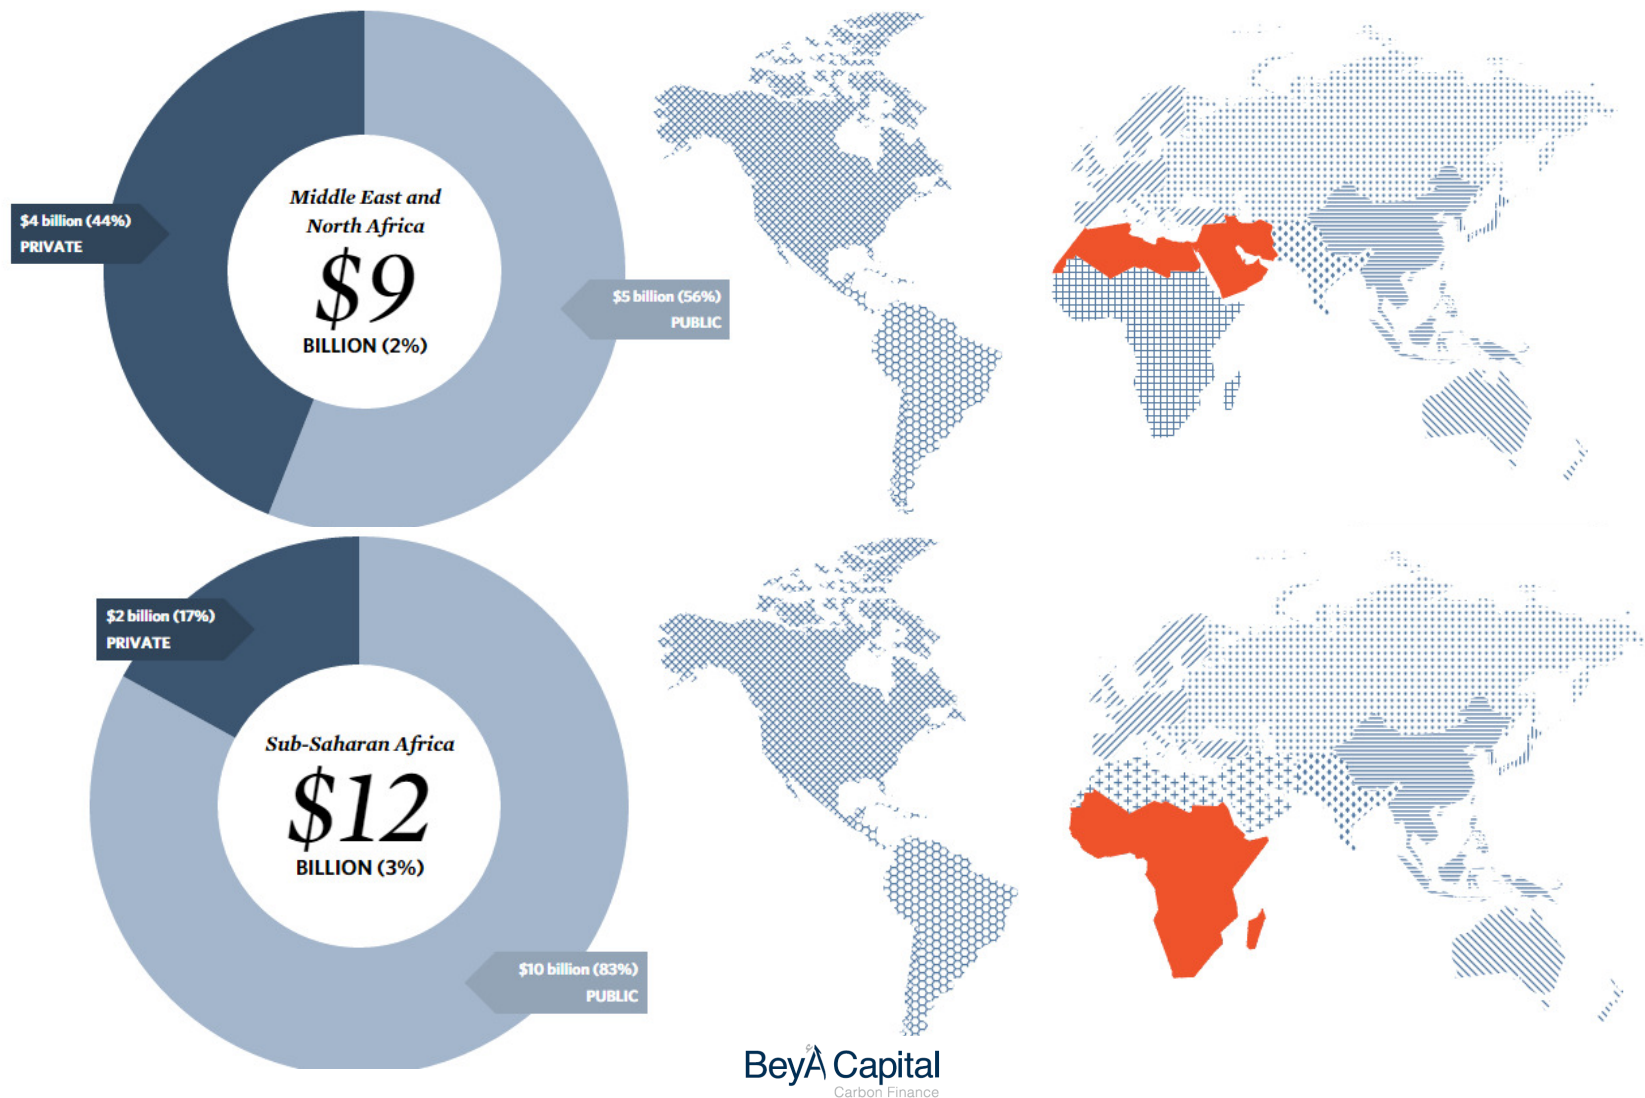 Middle East and
North Africa
$9
BILLION (2%)
$4 billion (44%)
PRIVATE
$5 billion (56%)
PUBLIC
$2 billion (17%)
PRIVATE
Sub-Saharan Africa
$12
BILLION (3%)
$10 billion (83%)
PUBLIC
BeyA Capital
Carbon Finance